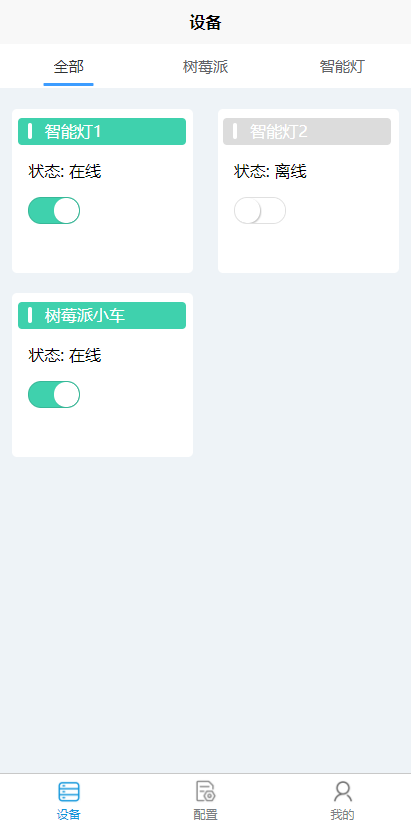 设备
全部
树莓派
智能灯
智能灯1
智能灯2
状态: 在线
状态: 离线
树莓派小车
状态: 在线
设备
配置
我的